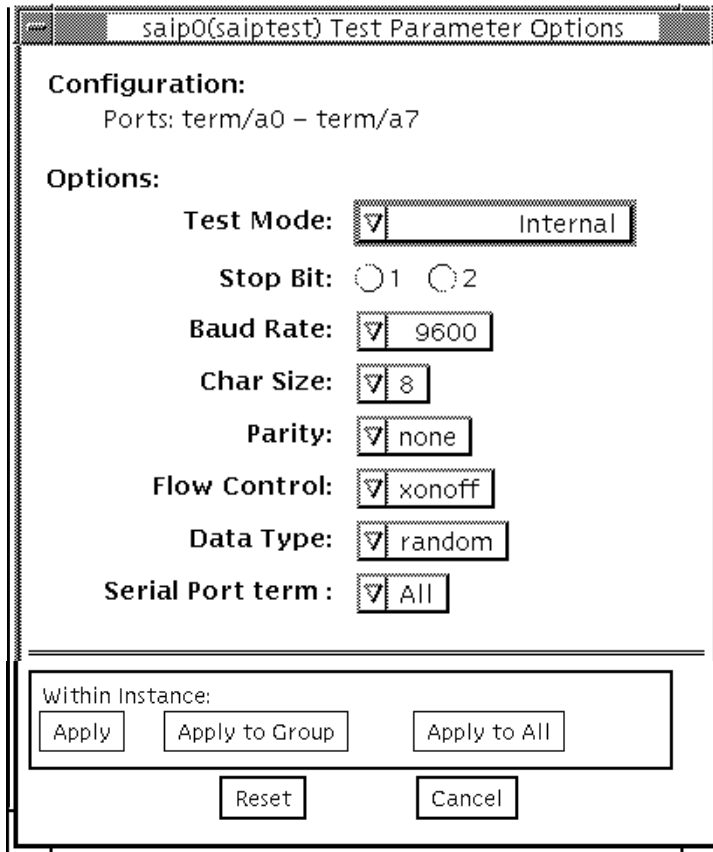 saip0(saiptest) Test Parameter Options
Configuration:
Ports: term/a0 – term/a7
Options:
Test Mode: Internal
Stop Bit: 1 2
Baud Rate: 9600
Char Size: 8
Parity: none
Flow Control: xonoff
Data Type: random
Serial Port term : All
Within Instance:
Apply Apply to Group Apply to All
Reset Cancel